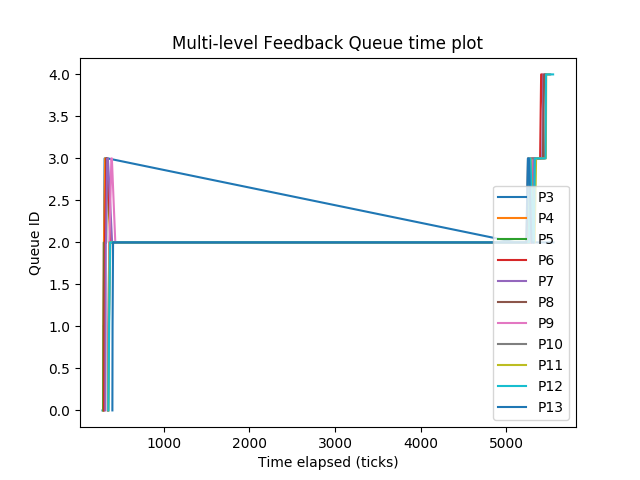 Multi-level Feedback Queue time plot
4.0
3.5
3.0
2.5
2.0
1.5
1.0
0.5
0.0
Queue ID
P3
P4
P5
P6
P7
P8
P9
P10
P11
P12
P13
1000
2000
3000
4000
5000
Time elapsed (ticks)